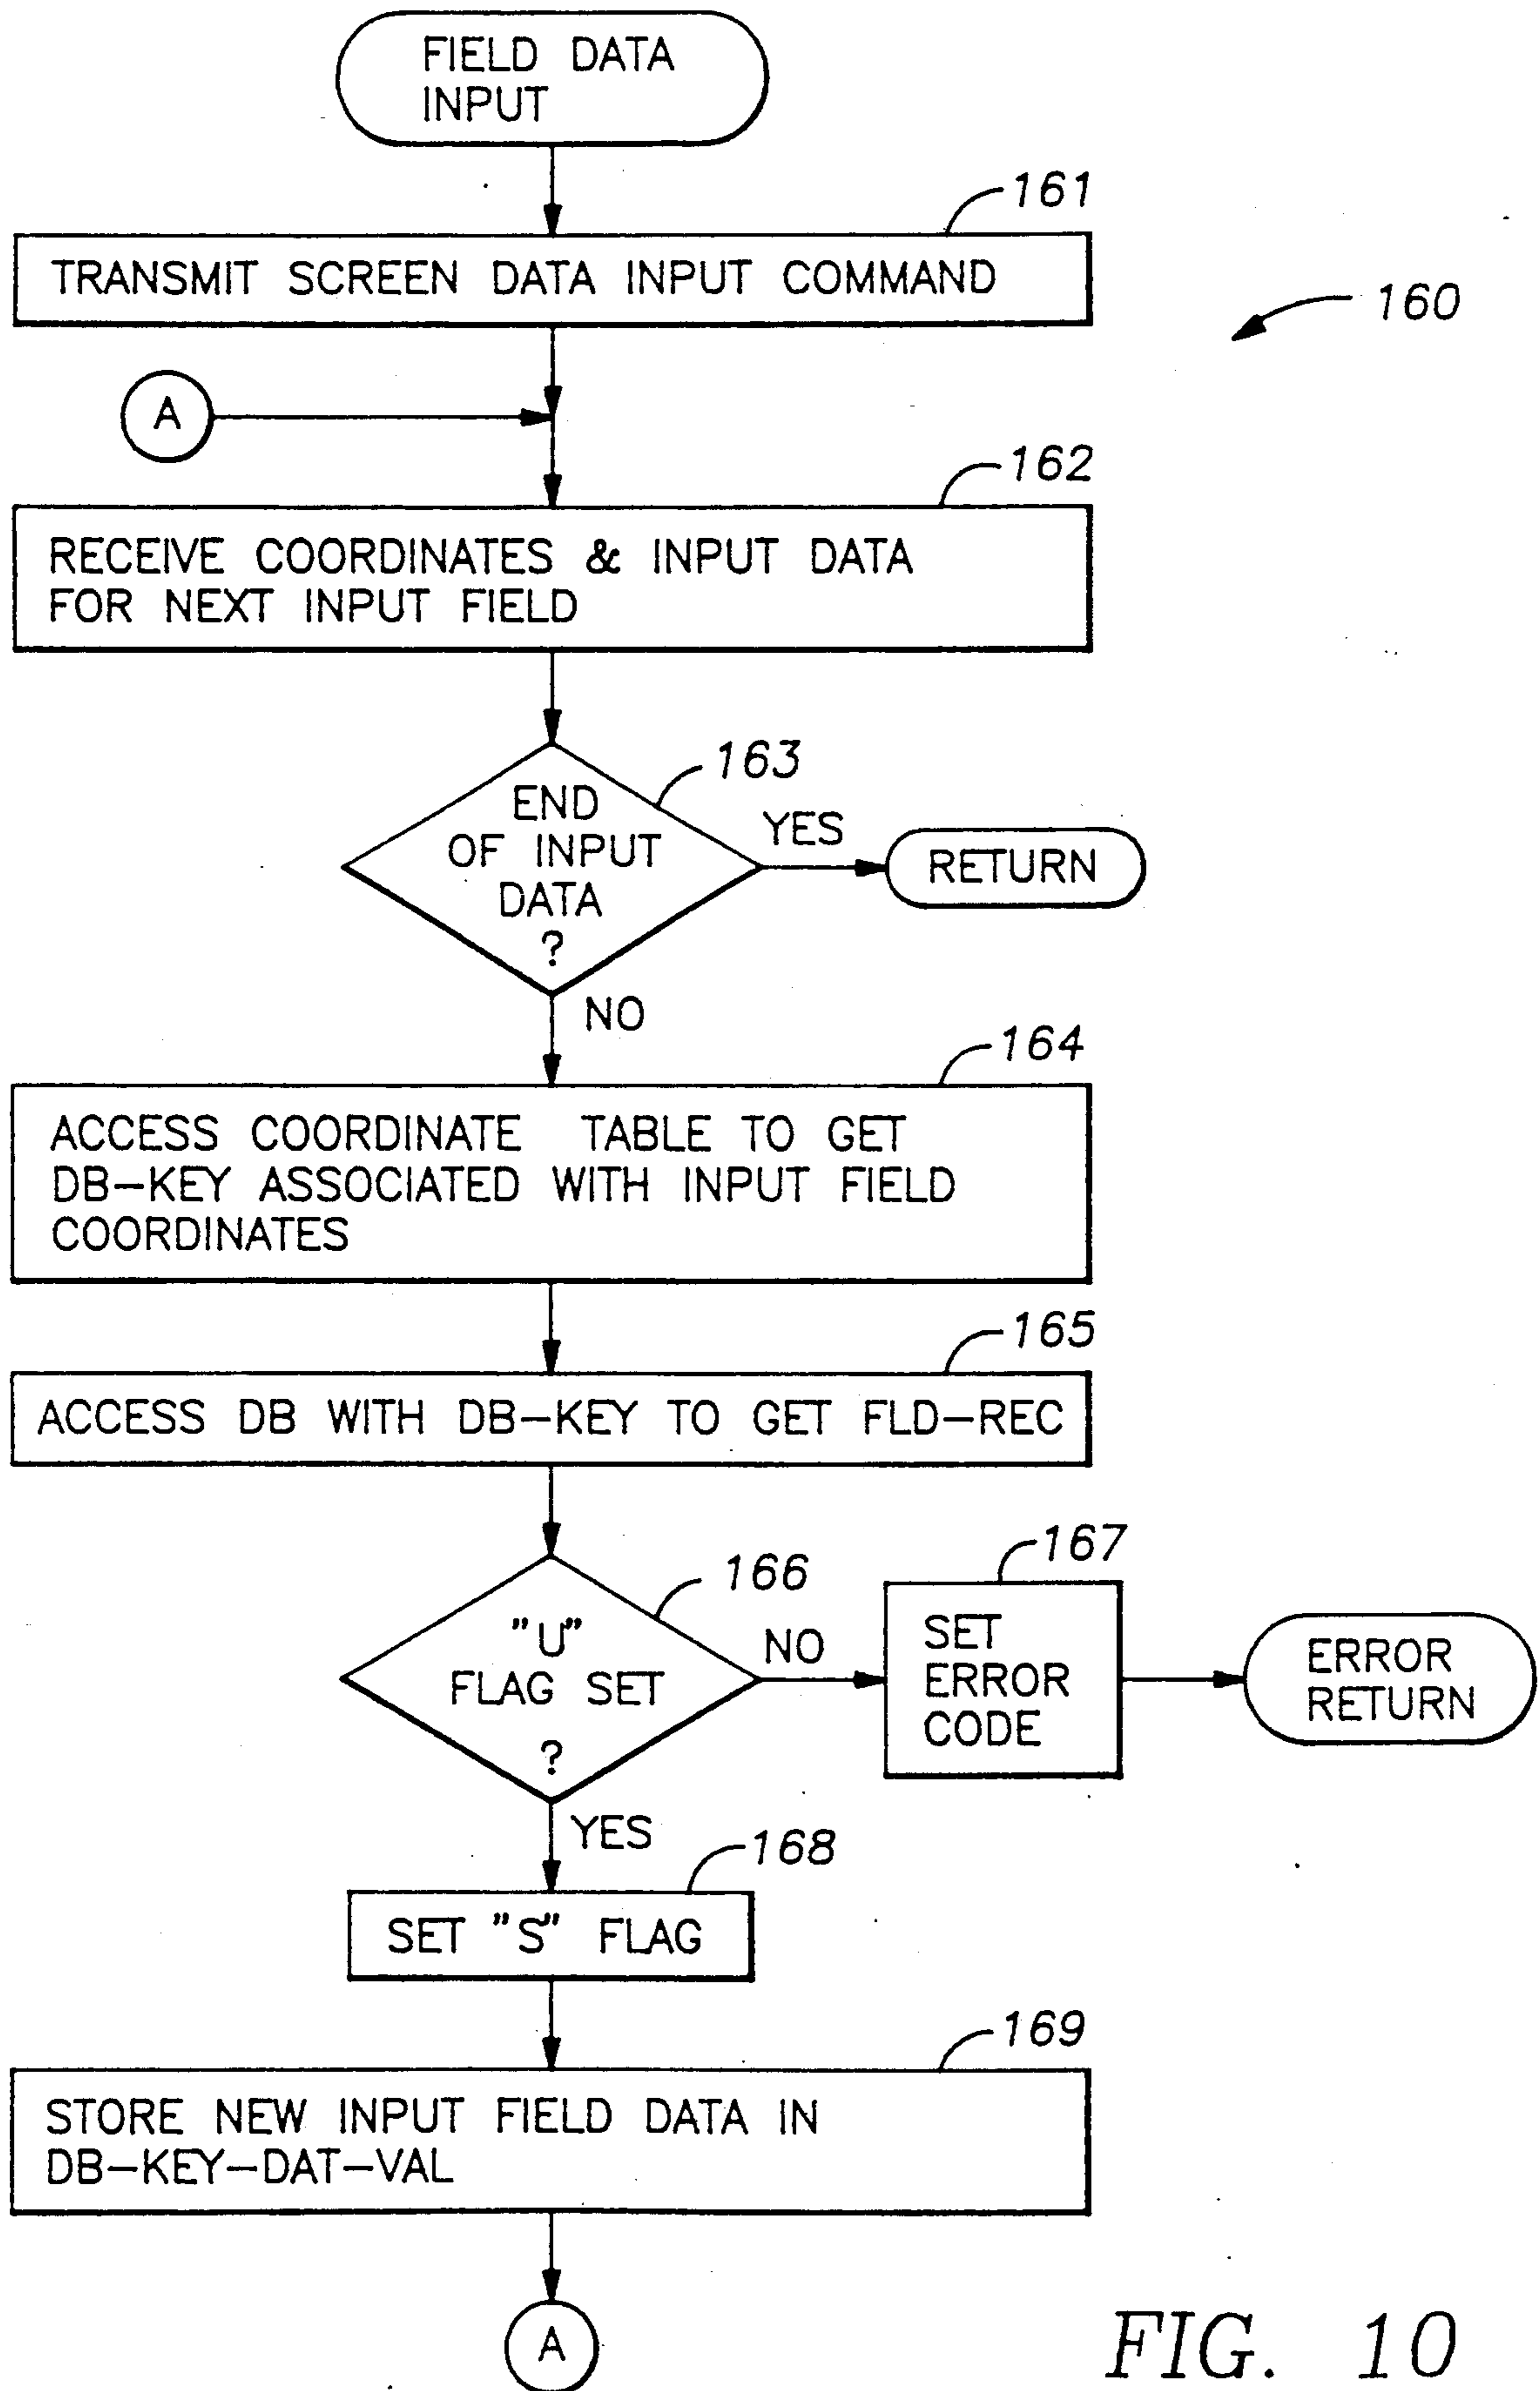 FIELD DATA
INPUT
161
TRANSMIT SCREEN DATA INPUT COMMAND
160
A
162
RECEIVE COORDINATES & INPUT DATA
FOR NEXT INPUT FIELD
163
END
OF INPUT
DATA
?
YES
RETURN
NO
164
ACCESS COORDINATE TABLE TO GET
DB-KEY ASSOCIATED WITH INPUT FIELD
COORDINATES
165
ACCESS DB WITH DB-KEY TO GET FLD-REC
166
"U"
FLAG SET
?
NO
167
SET
ERROR
CODE
ERROR
RETURN
YES
168
SET "S" FLAG
169
STORE NEW INPUT FIELD DATA IN
DB-KEY-DAT-VAL
A
FIG. 10